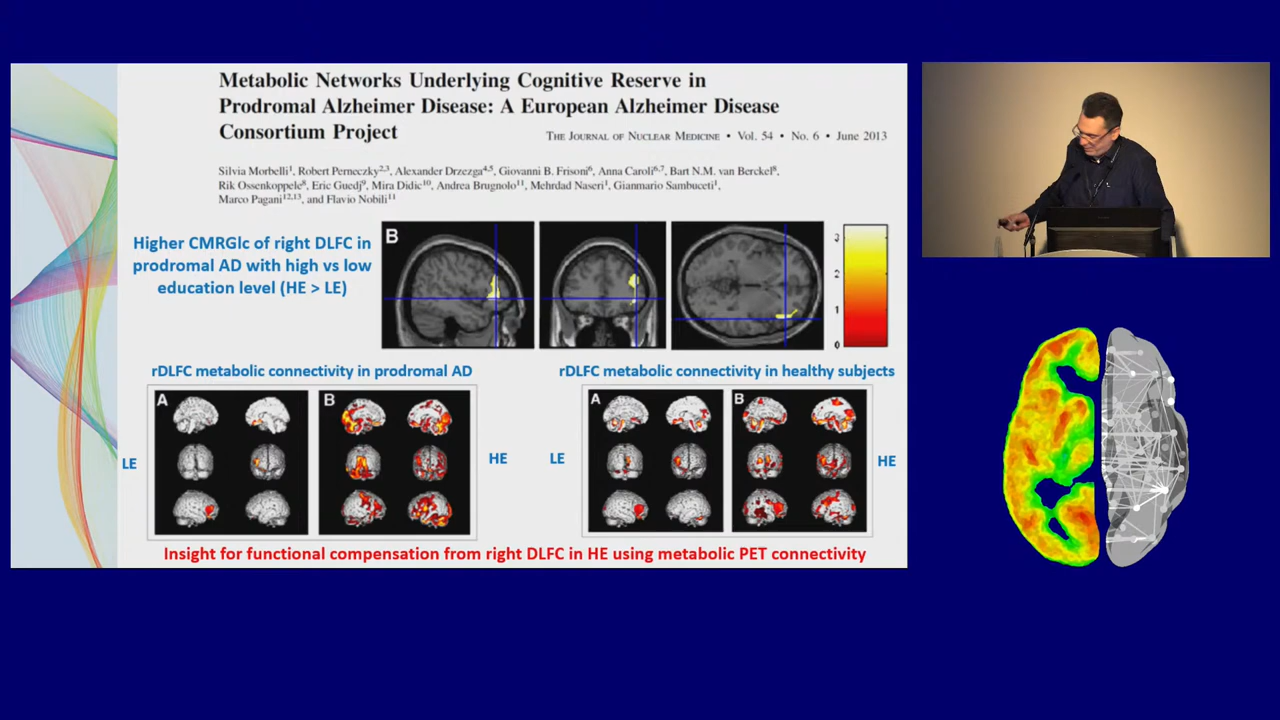 Metabolic Networks Underlying Cognitive Reserve in
Prodromal Alzheimer Disease: A European Alzheimer Disease
Consortium Project
THE JOURNAL OF NUCLEAR MEDICINE • Vol. 54 • No. 6 • June 2013
Silvia Morbelli1, Robert Perneczky2,3, Alexander Drzezga4,5, Giovanni B. Frisoni6, Anna Caroli6,7, Bart N.M. van Berckel8,
Rik Ossenkoppele8, Eric Guedj9, Mira Didic10, Andrea Brugnolo11, Mehrdad Naseri1, Gianmario Sambuceti1,
Marco Pagani12,13, and Flavio Nobili11
Higher CMRGlc of right DLFC in
prodromal AD with high vs low
education level (HE > LE)
B
3
2
1
0
rDLFC metabolic connectivity in prodromal AD
rDLFC metabolic connectivity in healthy subjects
A
B
A
B
LE
HE
LE
HE
Insight for functional compensation from right DLFC in HE using metabolic PET connectivity